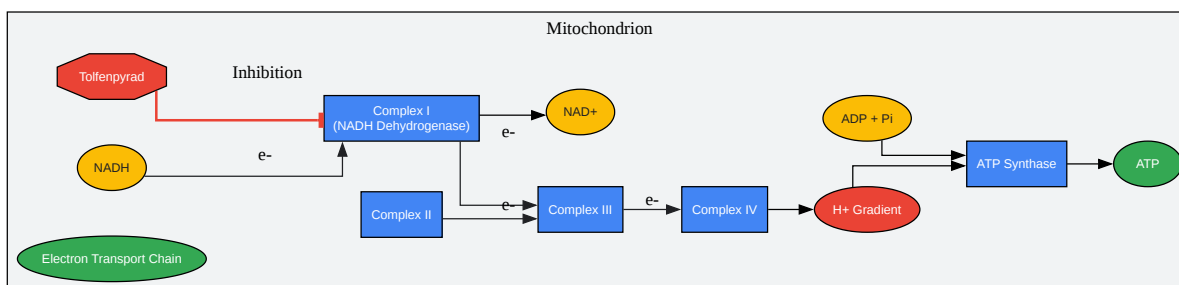 Mitochondrion
Tolfenpyrad
Inhibition
Complex I
(NADH Dehydrogenase)
NAD+
e-
ADP + Pi
NADH
e-
ATP Synthase
ATP
Complex II
e-
Complex III
e-
Complex IV
H+ Gradient
Electron Transport Chain